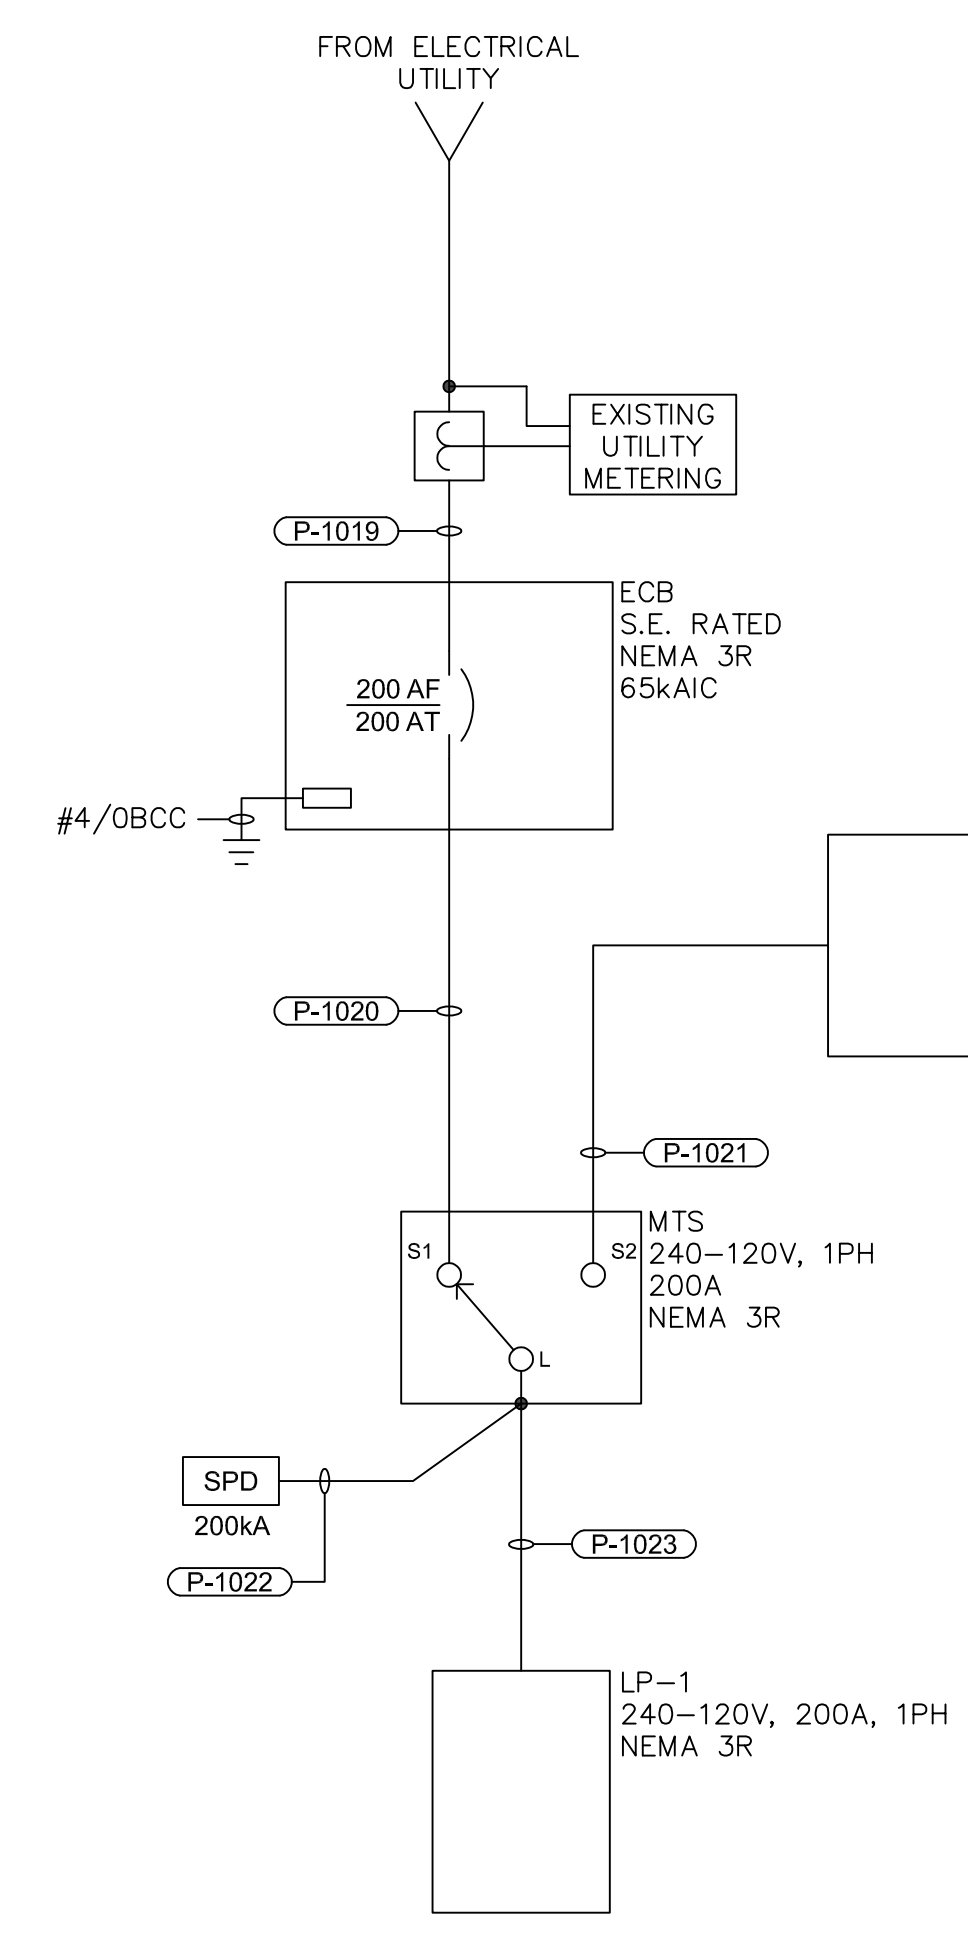 FROM ELECTRICAL
UTILITY
EXISTING
UTILITY
METERING
P-1019
ECB
S.E. RATED
NEMA 3R
65kAIC
200 AF
200 AT
#4/0BCC
P-1020
P-1021
MTS
240-120V, 1PH
200A
NEMA 3R
S1
S2
L
SPD
200kA
P-1022
P-1023
LP-1
240-120V, 200A, 1PH
NEMA 3R